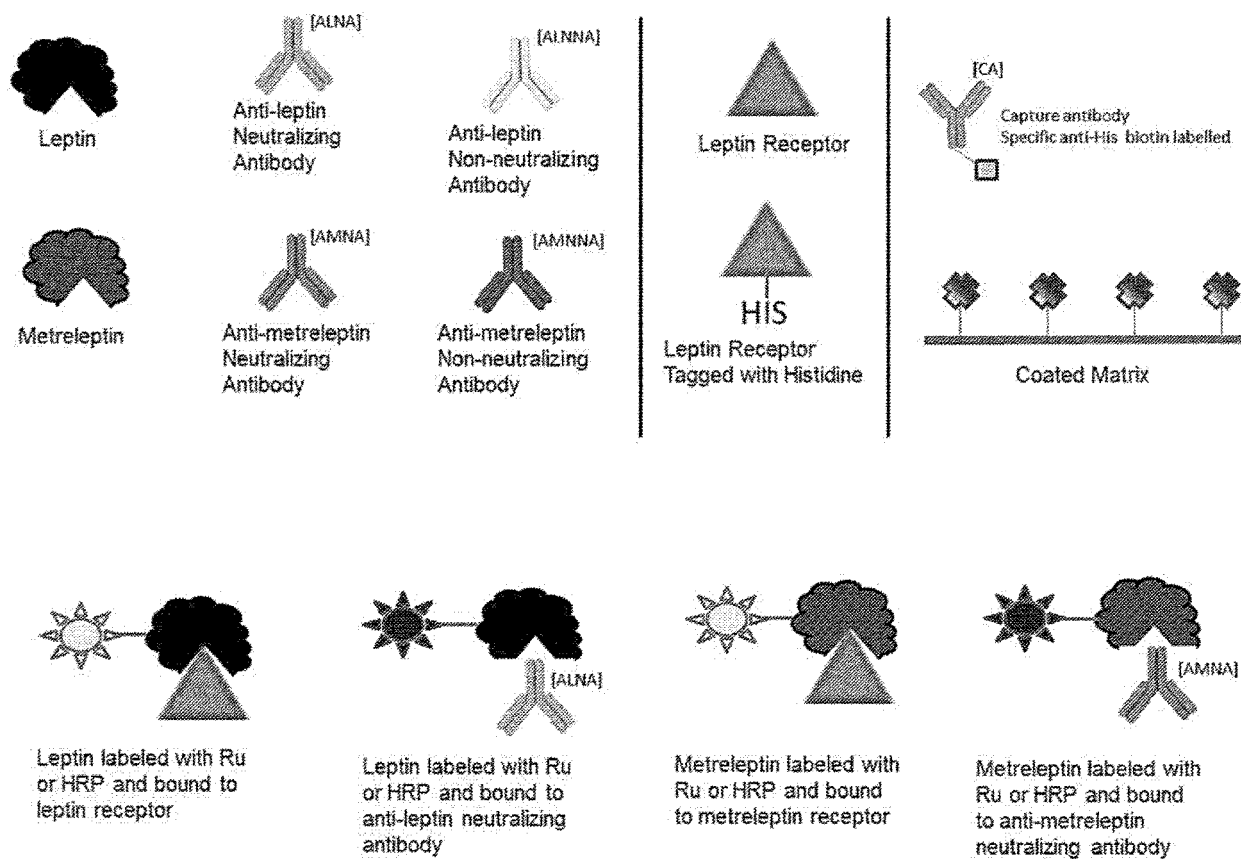 [ALNA]
[ALNNA]
Leptin
Anti-leptin
Neutralizing
Antibody
Anti-leptin
Non-neutralizing
Antibody
Leptin Receptor
[CA]
Capture antibody
Specific anti-His biotin labelled
[AMNA]
[AMNNA]
Metreleptin
Anti-metreleptin
Neutralizing
Antibody
Anti-metreleptin
Non-neutralizing
Antibody
HIS
Leptin Receptor
Tagged with Histidine
Coated Matrix
[ALNA]
[AMNA]
Leptin labeled with Ru
or HRP and bound to
leptin receptor
Leptin labeled with Ru
or HRP and bound to
anti-leptin neutralizing
antibody
Metreleptin labeled with
Ru or HRP and bound
to metreleptin receptor
Metreleptin labeled with
Ru or HRP and bound
to anti-metreleptin
neutralizing antibody